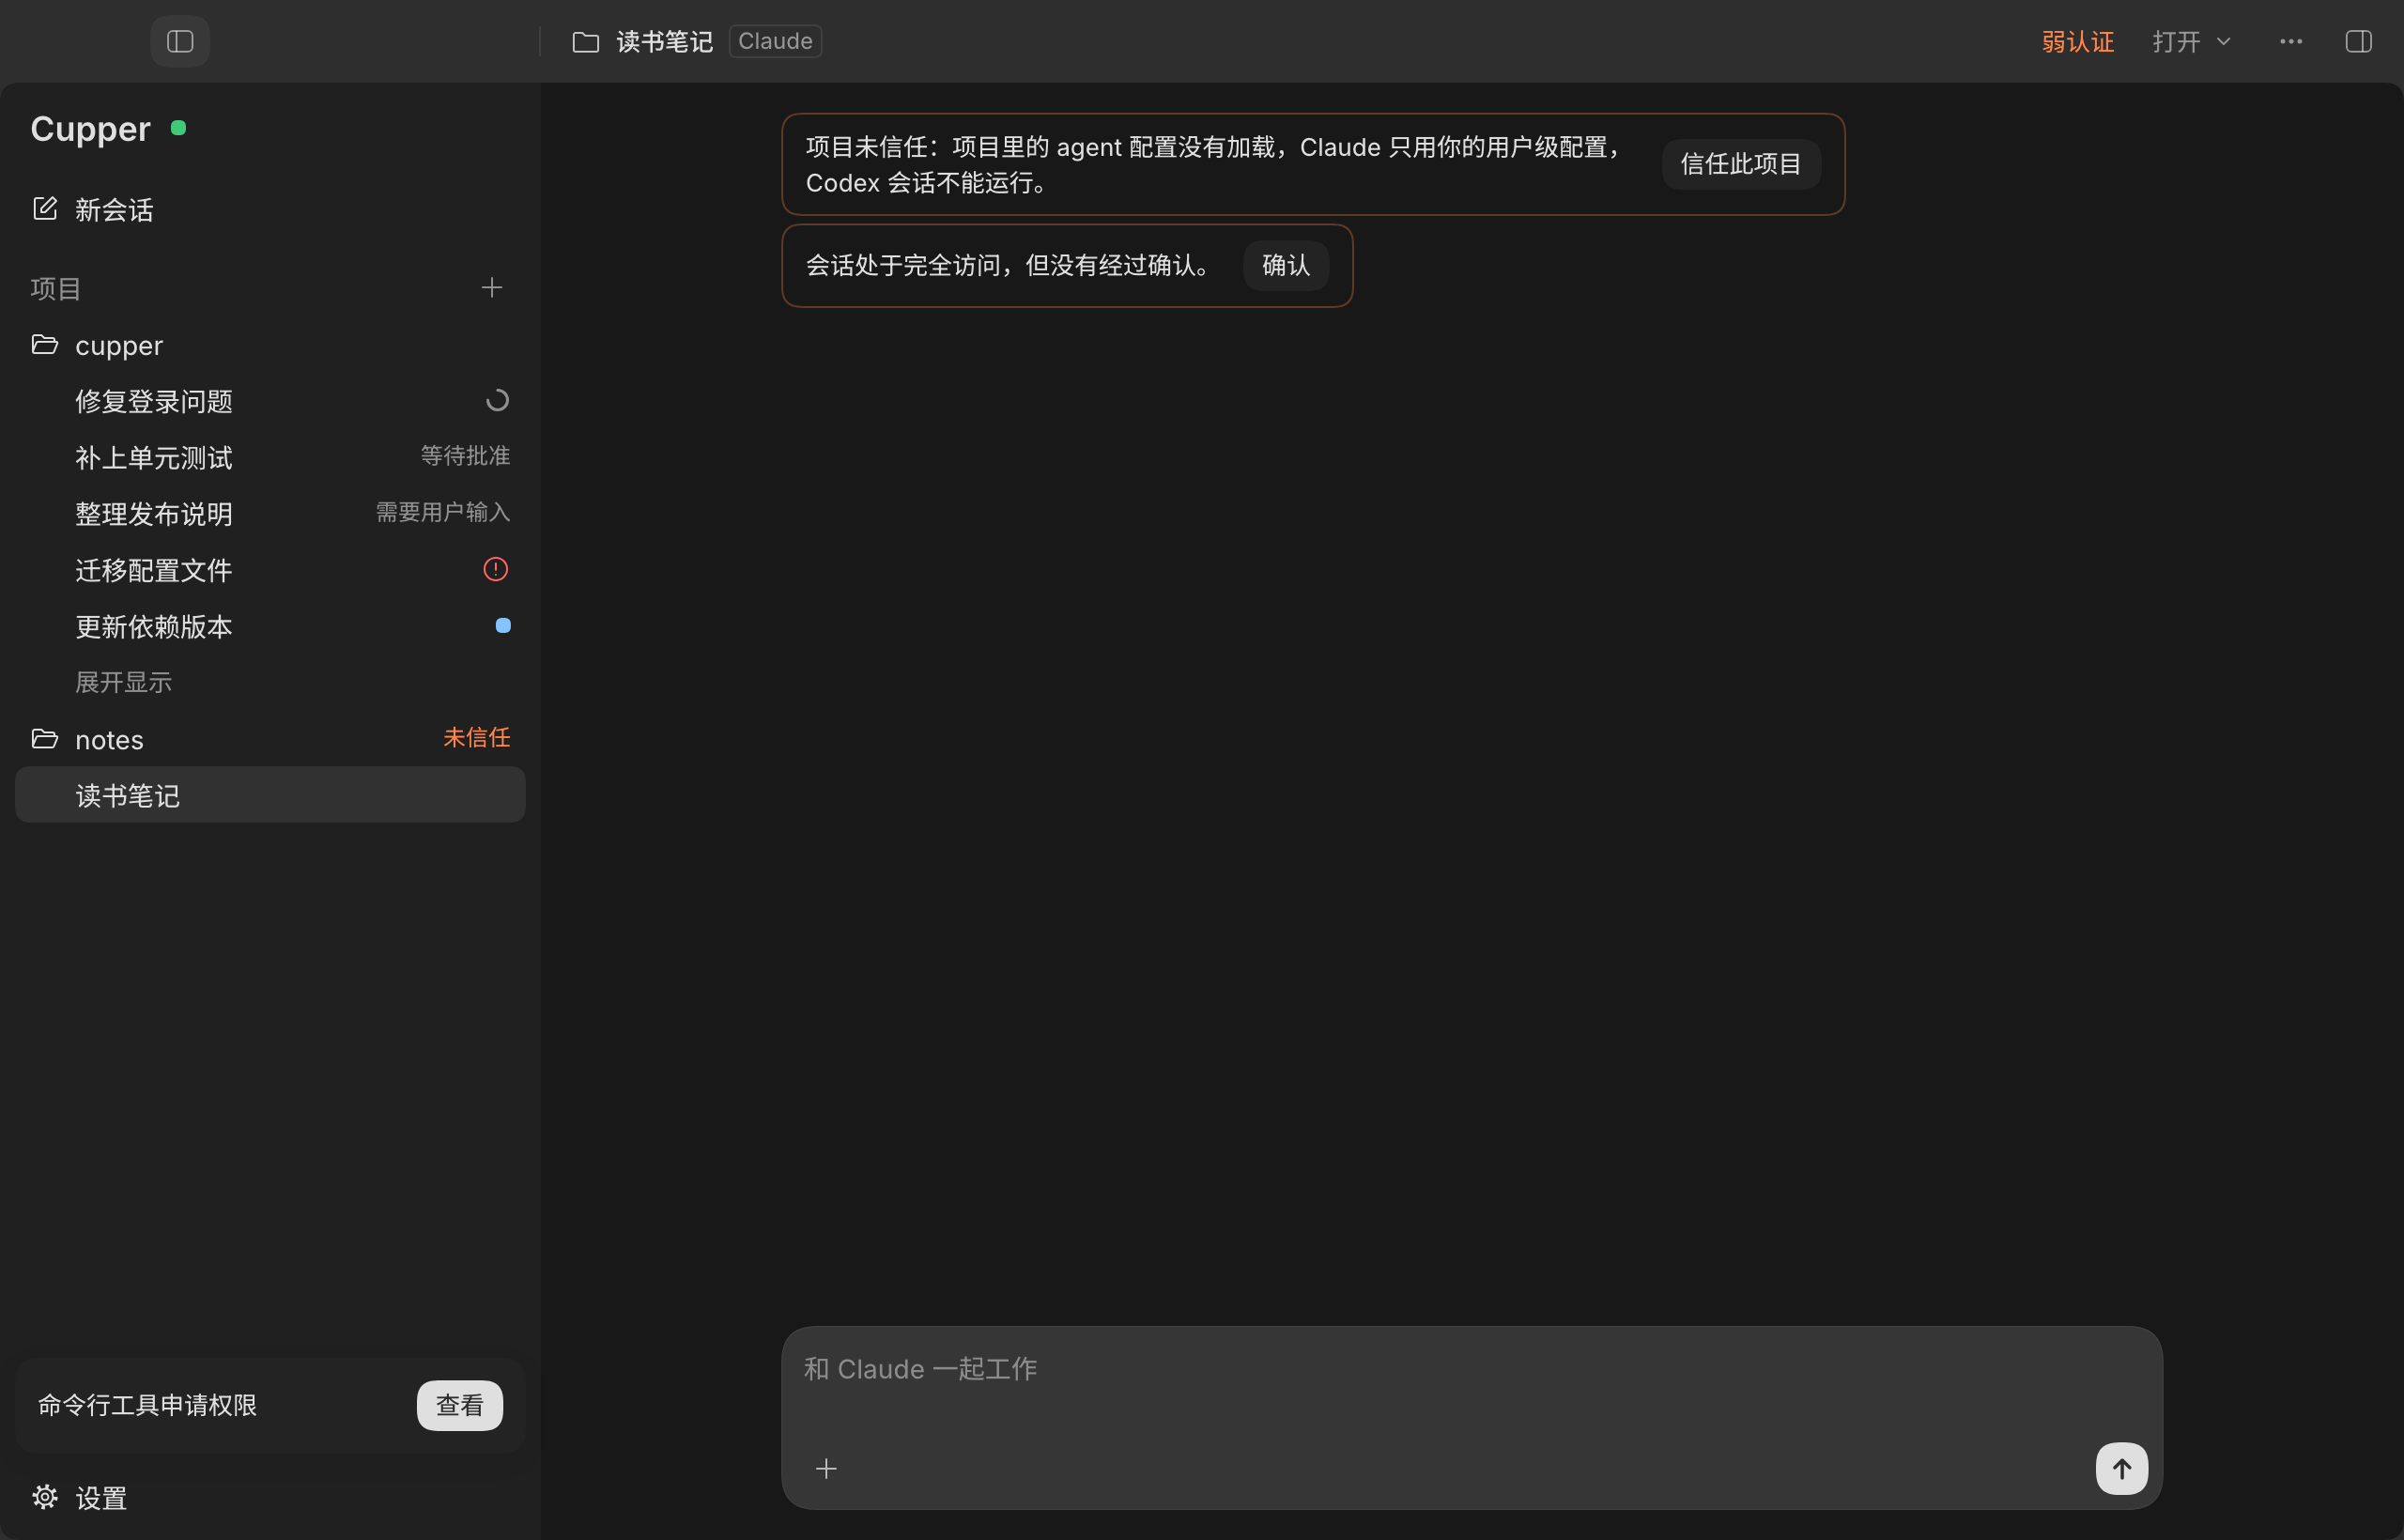 读书笔记 Claude
弱认证
打开
Cupper
新会话
项目
cupper
修复登录问题
补上单元测试 等待批准
整理发布说明 需要用户输入
迁移配置文件
更新依赖版本
展开显示
notes 未信任
读书笔记
命令行工具申请权限 查看
设置
项目未信任：项目里的 agent 配置没有加载，Claude 只用你的用户级配置，
Codex 会话不能运行。
信任此项目
会话处于完全访问，但没有经过确认。 确认
和 Claude 一起工作